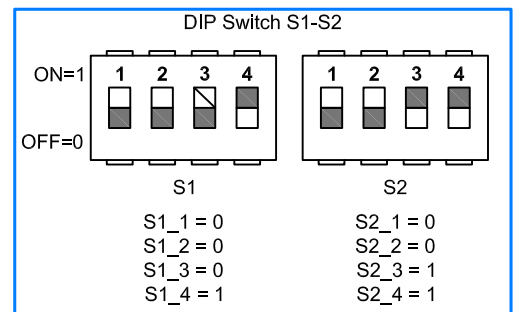 DIP Switch S1-S2
ON=1
1 2 3 4
1 2 3 4
OFF=0
S1
S2
S1_1 = 0
S1_2 = 0
S1_3 = 0
S1_4 = 1
S2_1 = 0
S2_2 = 0
S2_3 = 1
S2_4 = 1